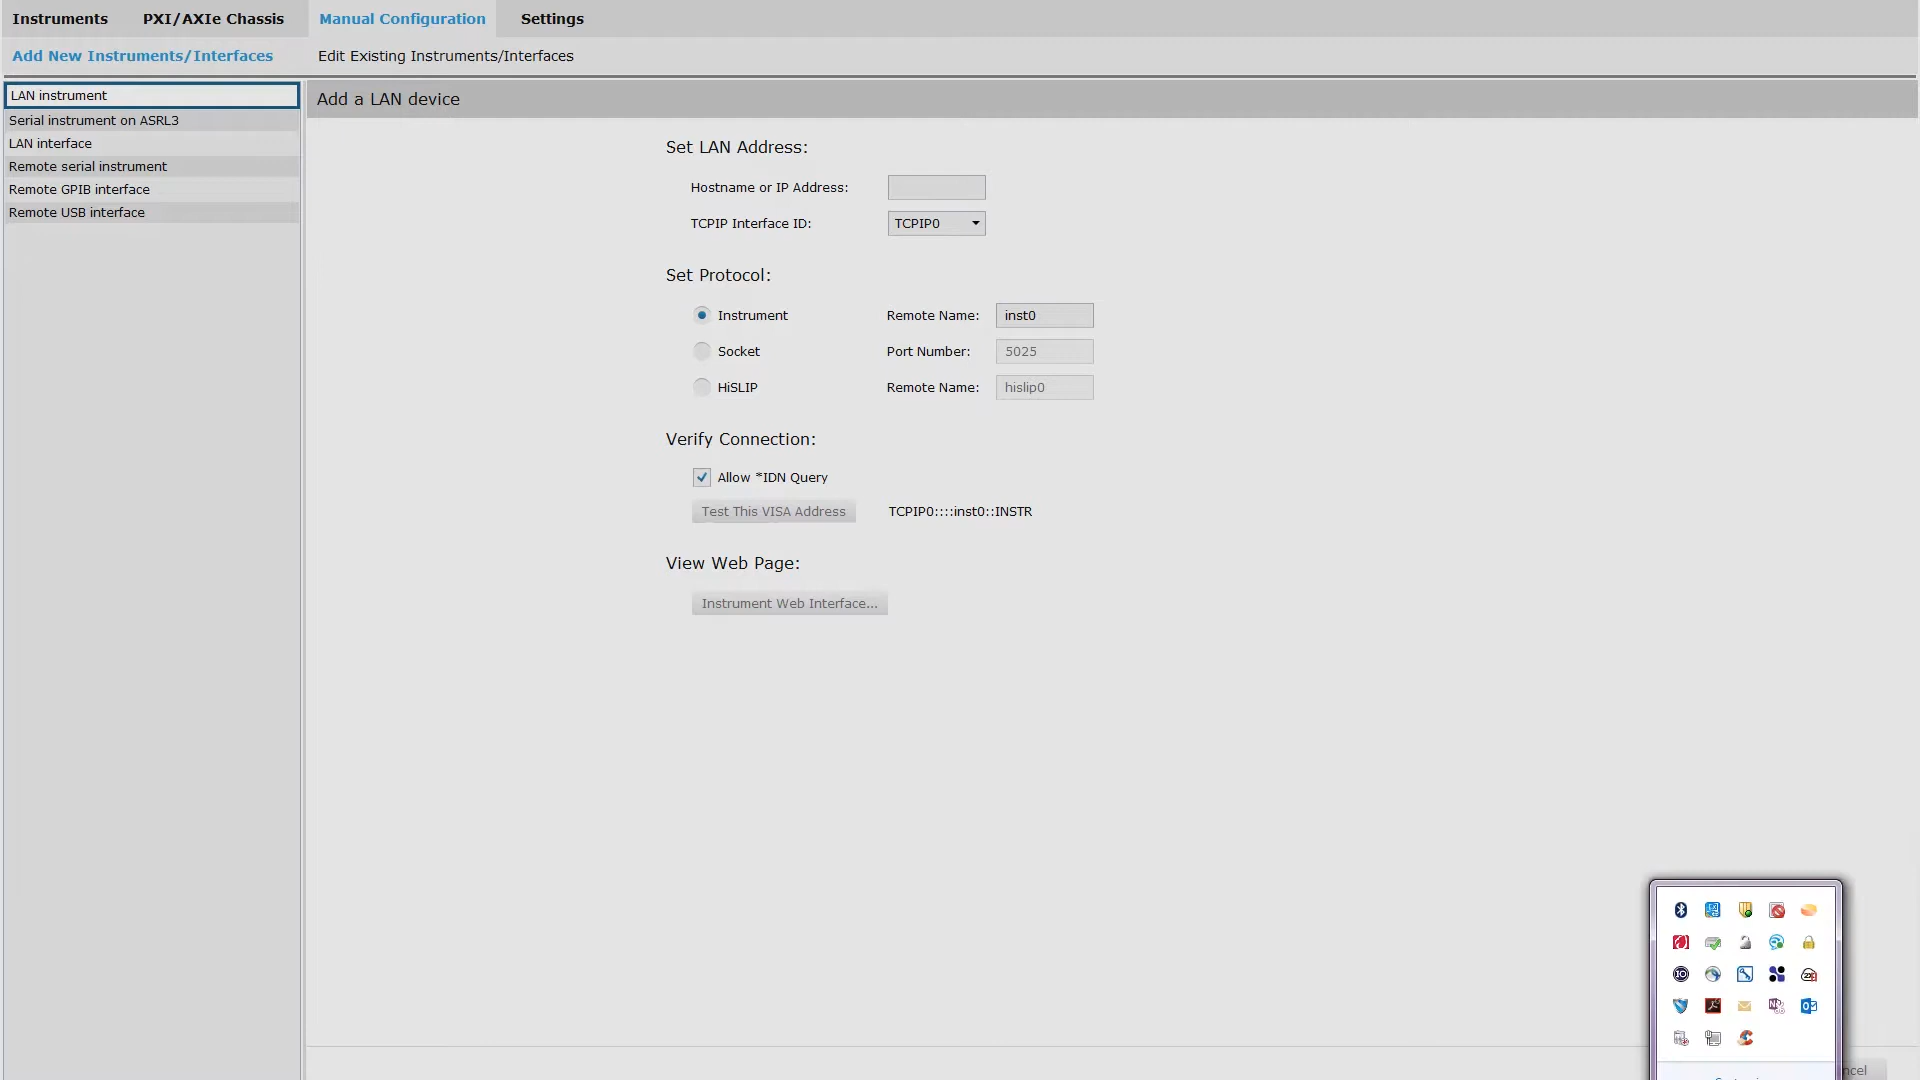 Instruments PXI/AXIe Chassis Manual Configuration Settings
Add New Instruments/Interfaces Edit Existing Instruments/Interfaces
LAN instrument
Serial instrument on ASRL3
LAN interface
Remote serial instrument
Remote GPIB interface
Remote USB interface
Add a LAN device
Set LAN Address:
Hostname or IP Address:
TCPIP Interface ID: TCPIP0
Set Protocol:
Instrument Remote Name: inst0
Socket Port Number: 5025
HiSLIP Remote Name: hislip0
Verify Connection:
Allow *IDN Query
Test This VISA Address TCPIP0::::inst0::INSTR
View Web Page:
Instrument Web Interface...
IO
ncel